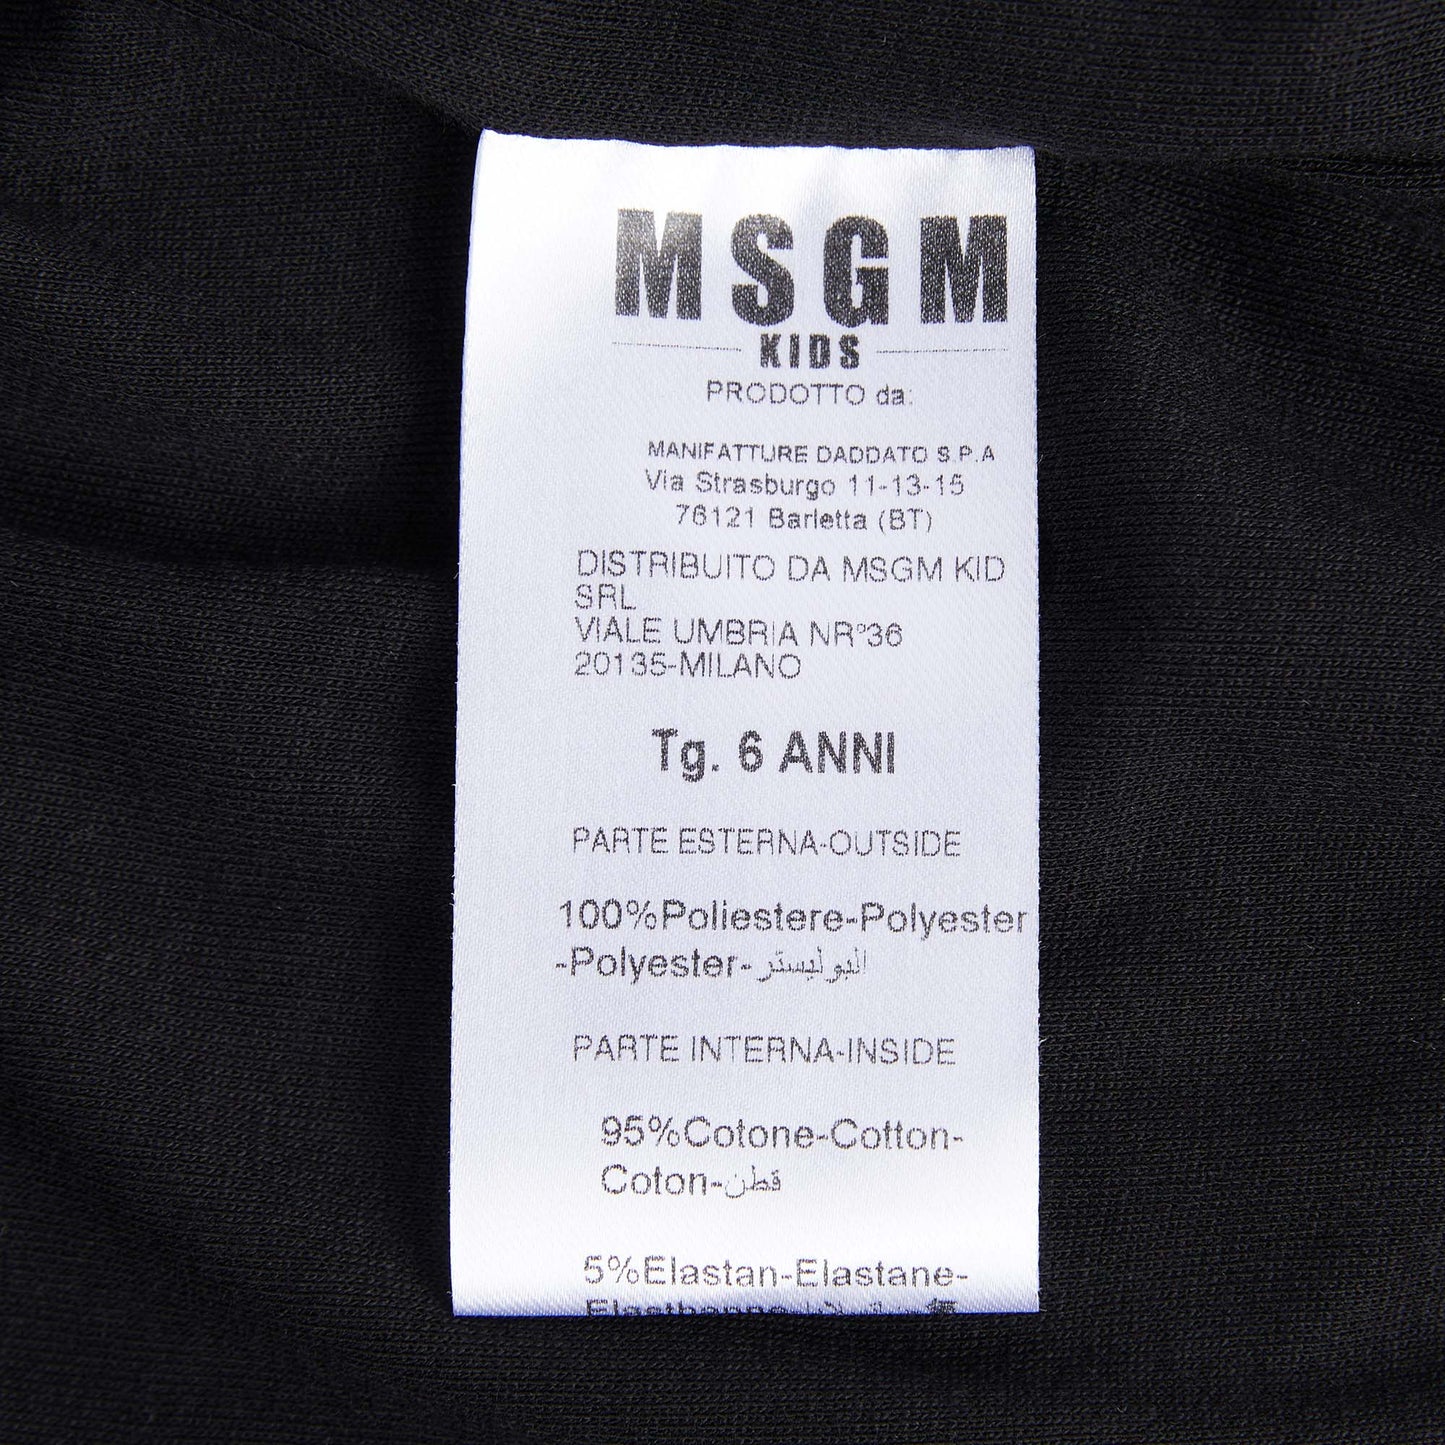 MSGM
KIDS
PRODOTTO da:
MANIFATTURE DADDATO S.P.A
Via Strasburgo 11-13-15
76121 Barletta (BT)
DISTRIBUITO DA MSGM KID
SRL
VIALE UMBRIA NR°36
20135-MILANO
Tg. 6 ANNI
PARTE ESTERNA-OUTSIDE
100%Poliestere-Polyester
-Polyester-البوليستر
PARTE INTERNA-INSIDE
95%Cotone-Cotton-
Coton-قطن
5%Elastan-Elastane-
Elasthanne